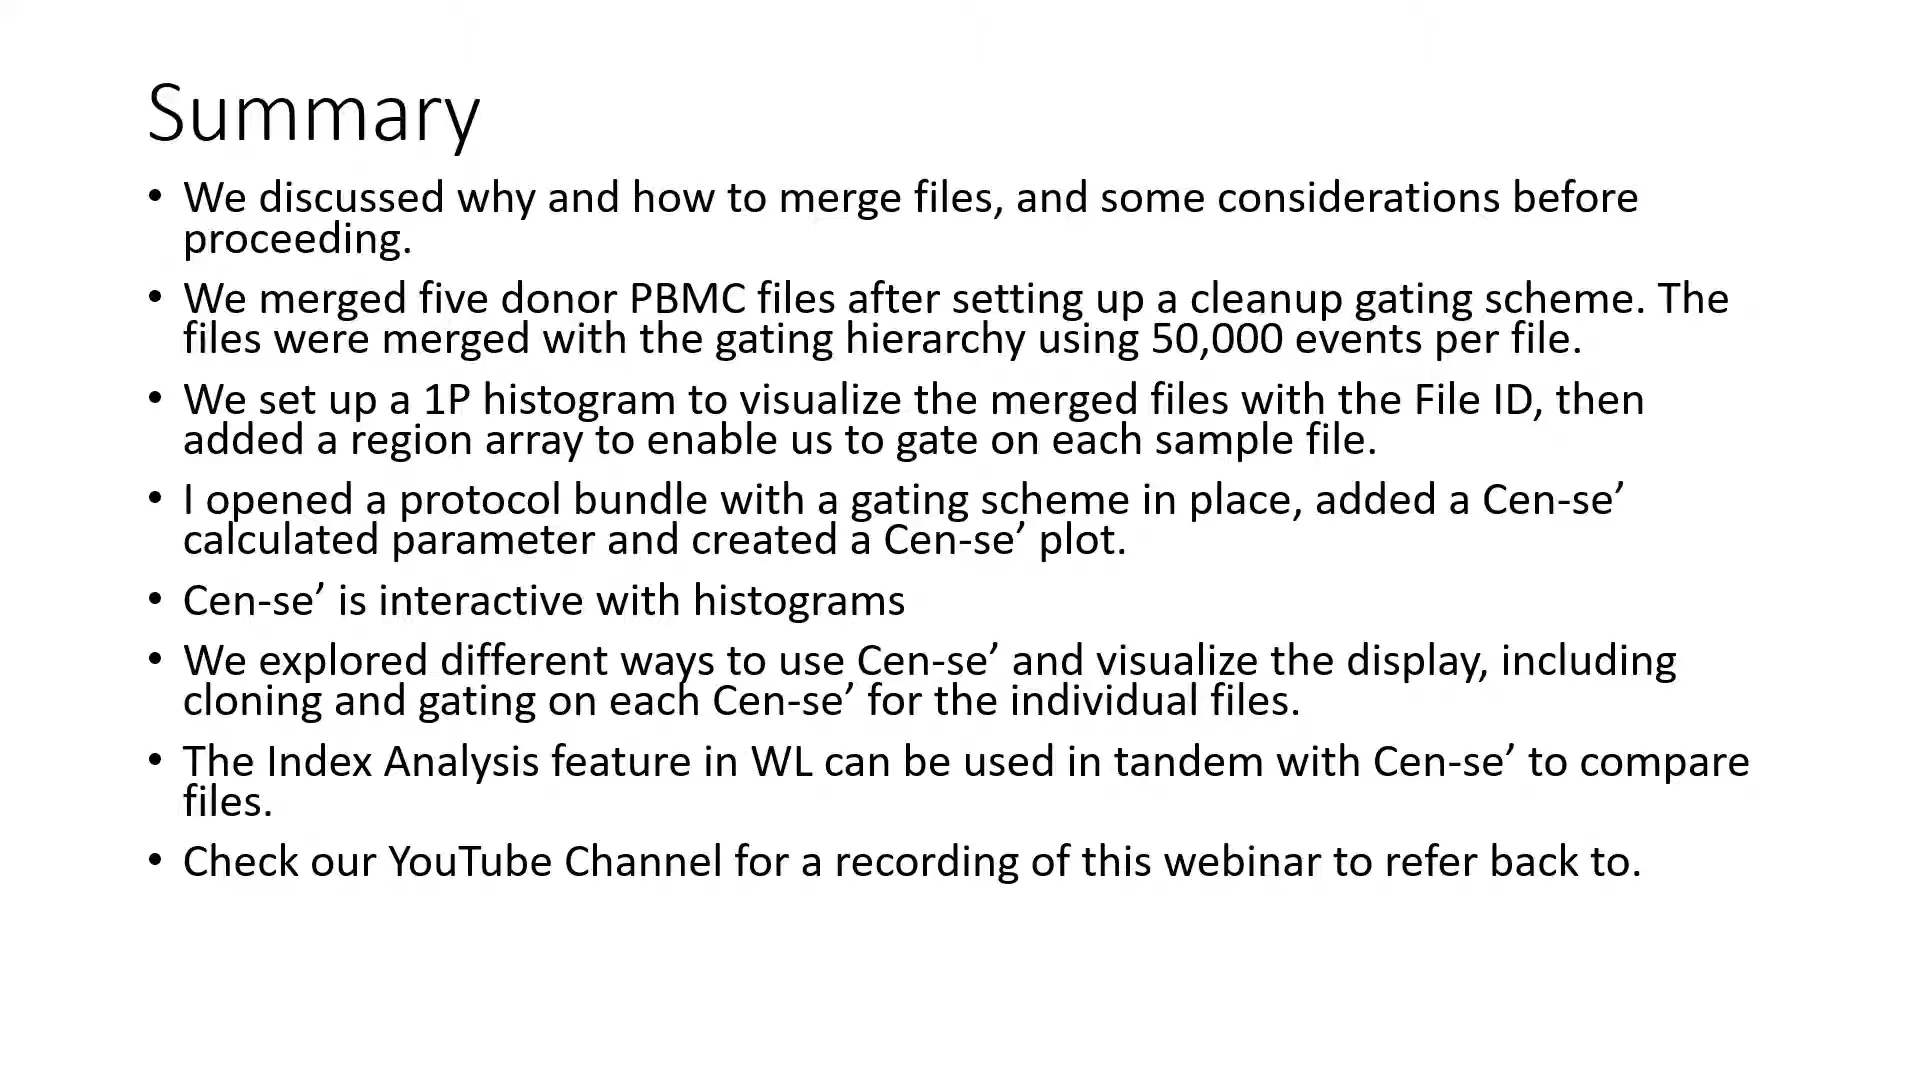 Summary
• We discussed why and how to merge files, and some considerations before
proceeding.
• We merged five donor PBMC files after setting up a cleanup gating scheme. The
files were merged with the gating hierarchy using 50,000 events per file.
• We set up a 1P histogram to visualize the merged files with the File ID, then
added a region array to enable us to gate on each sample file.
• I opened a protocol bundle with a gating scheme in place, added a Cen-se’
calculated parameter and created a Cen-se’ plot.
• Cen-se’ is interactive with histograms
• We explored different ways to use Cen-se’ and visualize the display, including
cloning and gating on each Cen-se’ for the individual files.
• The Index Analysis feature in WL can be used in tandem with Cen-se’ to compare
files.
• Check our YouTube Channel for a recording of this webinar to refer back to.